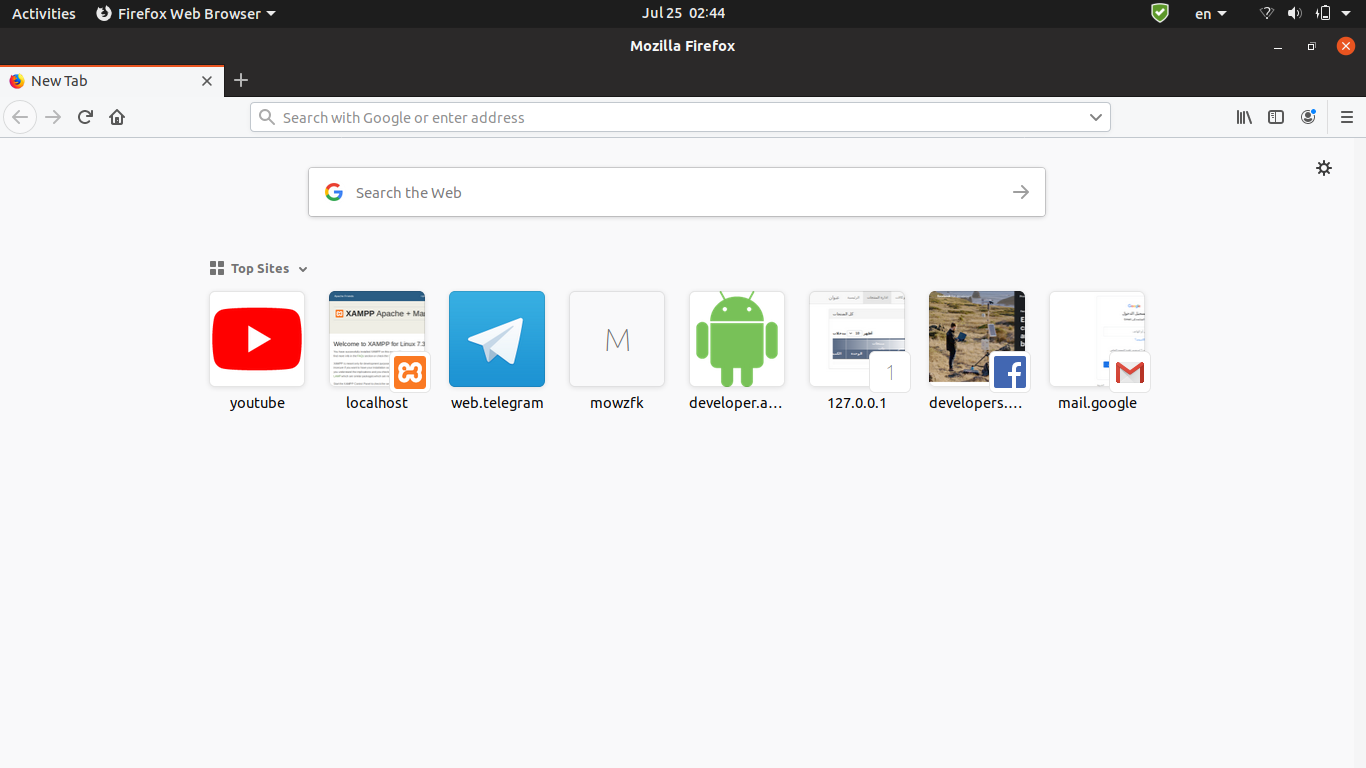 Activities
Firefox Web Browser
Jul 25 02:44
en
Mozilla Firefox
New Tab
Search with Google or enter address
Search the Web
Top Sites
XAMPP Apache + Mar
Welcome to XAMPP for Linux 7.3
M
1
youtube
localhost
web.telegram
mowzfk
developer.a...
127.0.0.1
developers....
mail.google